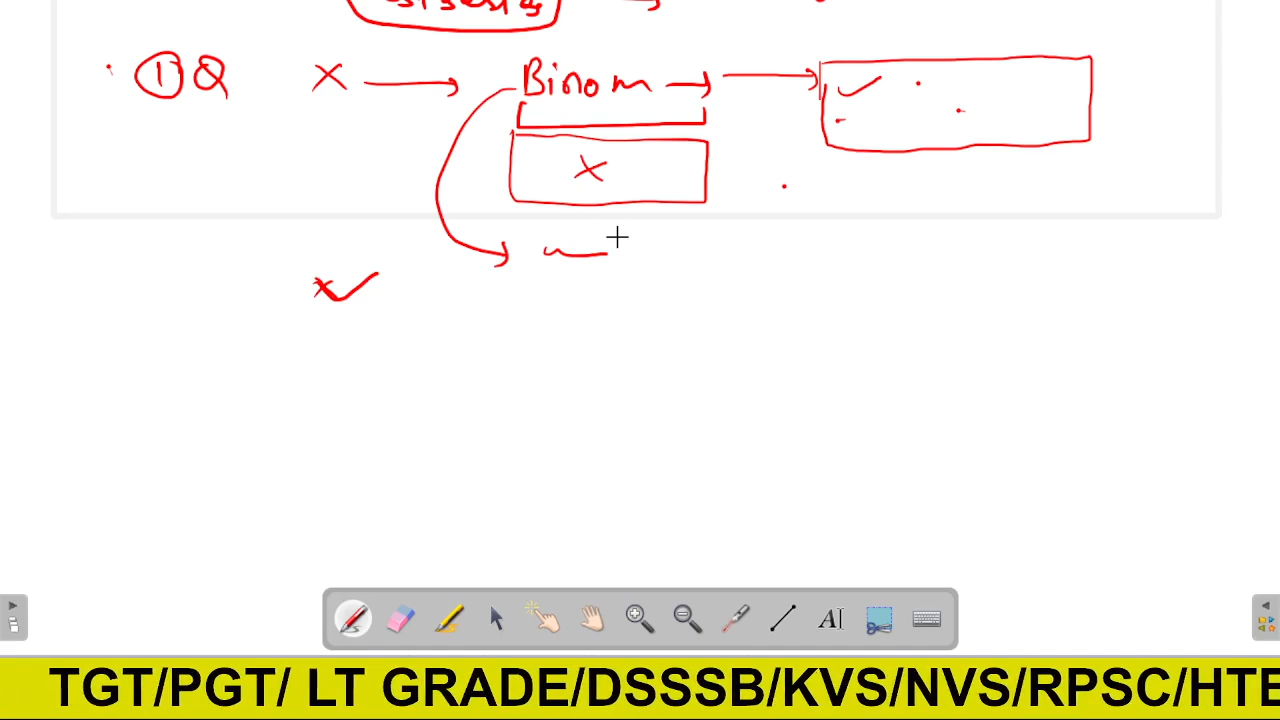 ① Q X → Binom → →
X
TGT/PGT/ LT GRADE/DSSSB/KVS/NVS/RPSC/HTE